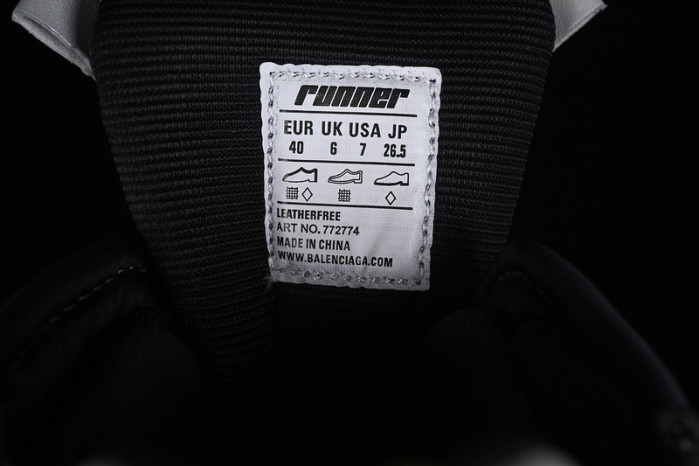 runner
EUR UK USA JP
40 6 7 26.5
LEATHERFREE
ART NO. 772774
MADE IN CHINA
WWW.BALENCIAGA.COM